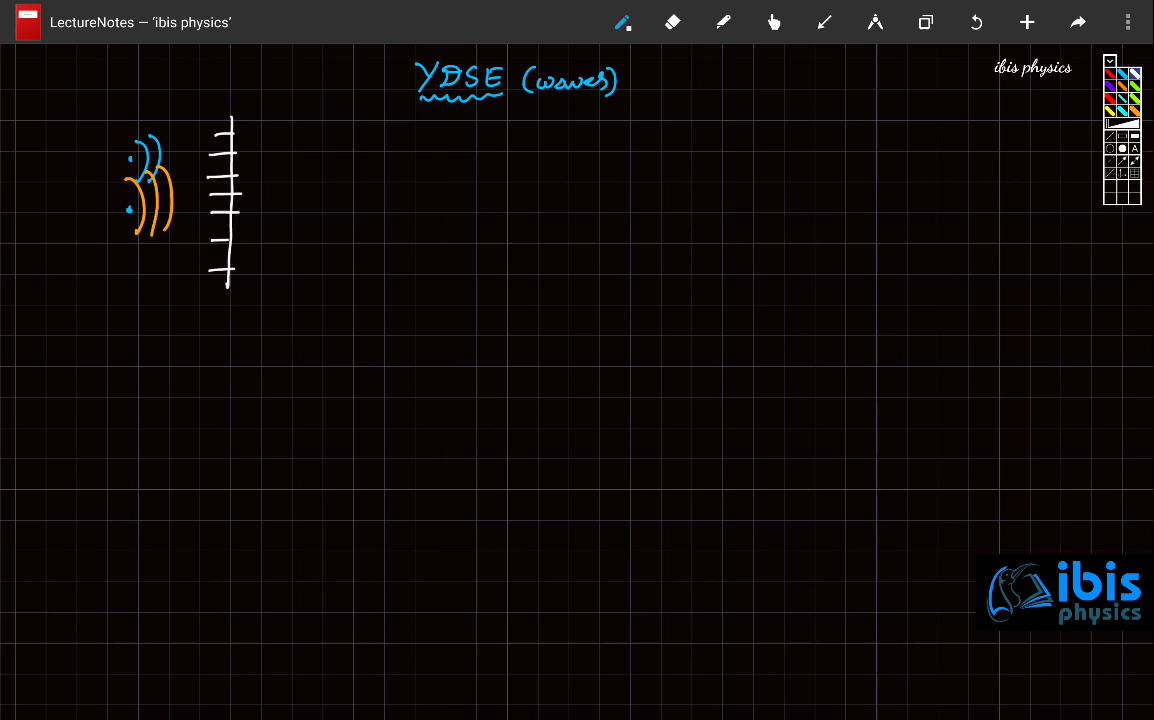 LectureNotes — ‘ibis physics’
YDSE (waves)
ibis physics
A
ibis
physics